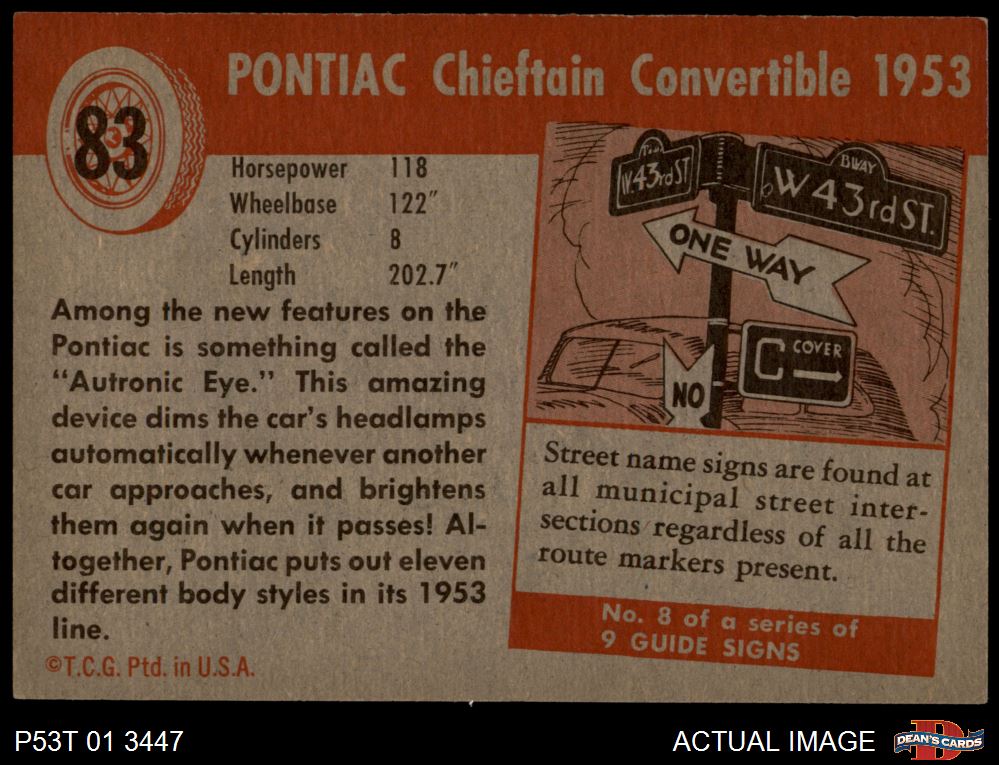 83
PONTIAC Chieftain Convertible 1953
Horsepower 118
Wheelbase 122"
Cylinders 8
Length 202.7"
Among the new features on the
Pontiac is something called the
“Autronic Eye.” This amazing
device dims the car's headlamps
automatically whenever another
car approaches, and brightens
them again when it passes! Al-
together, Pontiac puts out eleven
different body styles in its 1953
line.
©T.C.G. Ptd. in U.S.A.
W.43rdST
BWAY
W43rdST.
ONE WAY
COVER
NO
Street name signs are found at
all municipal street inter-
sections regardless of all the
route markers present.
No. 8 of a series of
9 GUIDE SIGNS
P53T 01 3447
ACTUAL IMAGE
DEAN'S CARDS